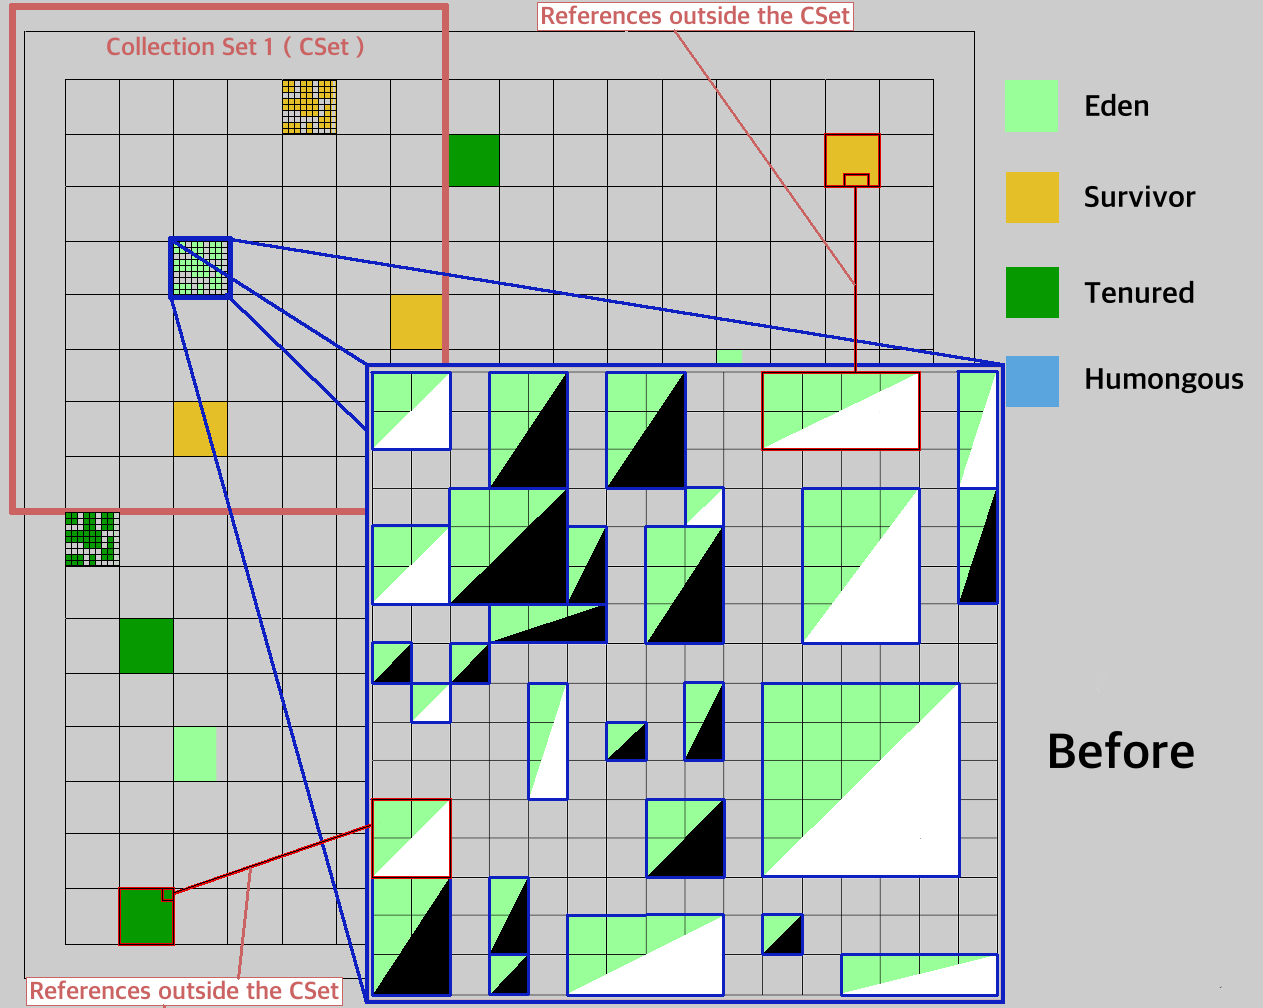 References outside the CSet
Collection Set 1 ( CSet )
Eden
Survivor
Tenured
Humongous
Before
References outside the CSet